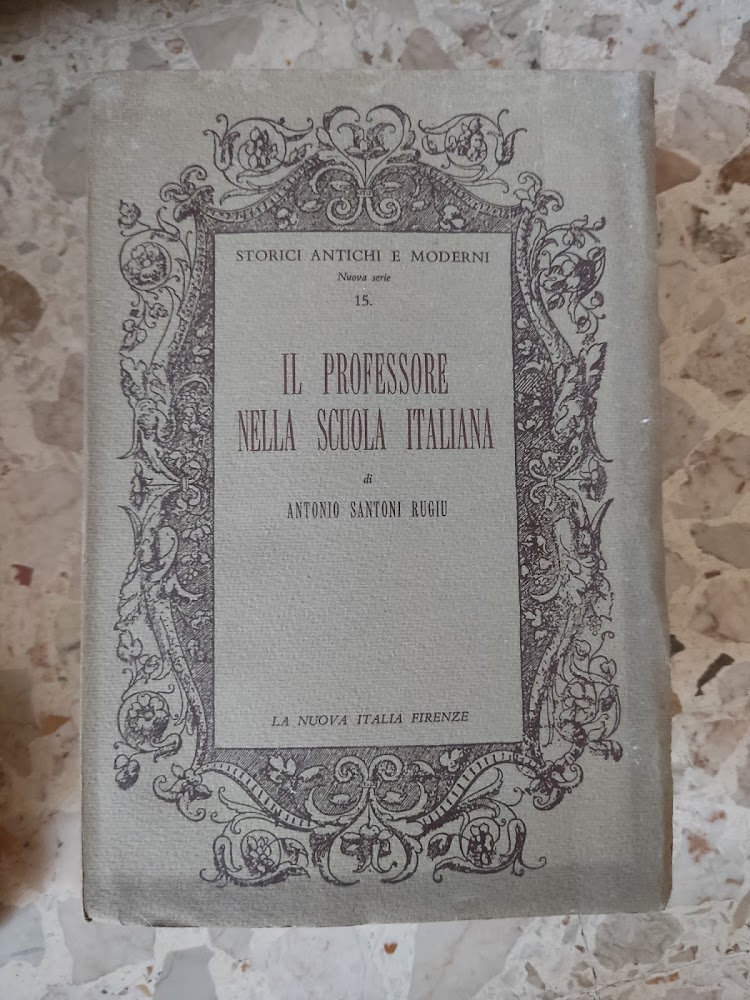 STORICI ANTICHI E MODERNI
Nuova serie
15.
IL PROFESSORE
NELLA SCUOLA ITALIANA
di
ANTONIO SANTONI RUGIU
LA NUOVA ITALIA FIRENZE